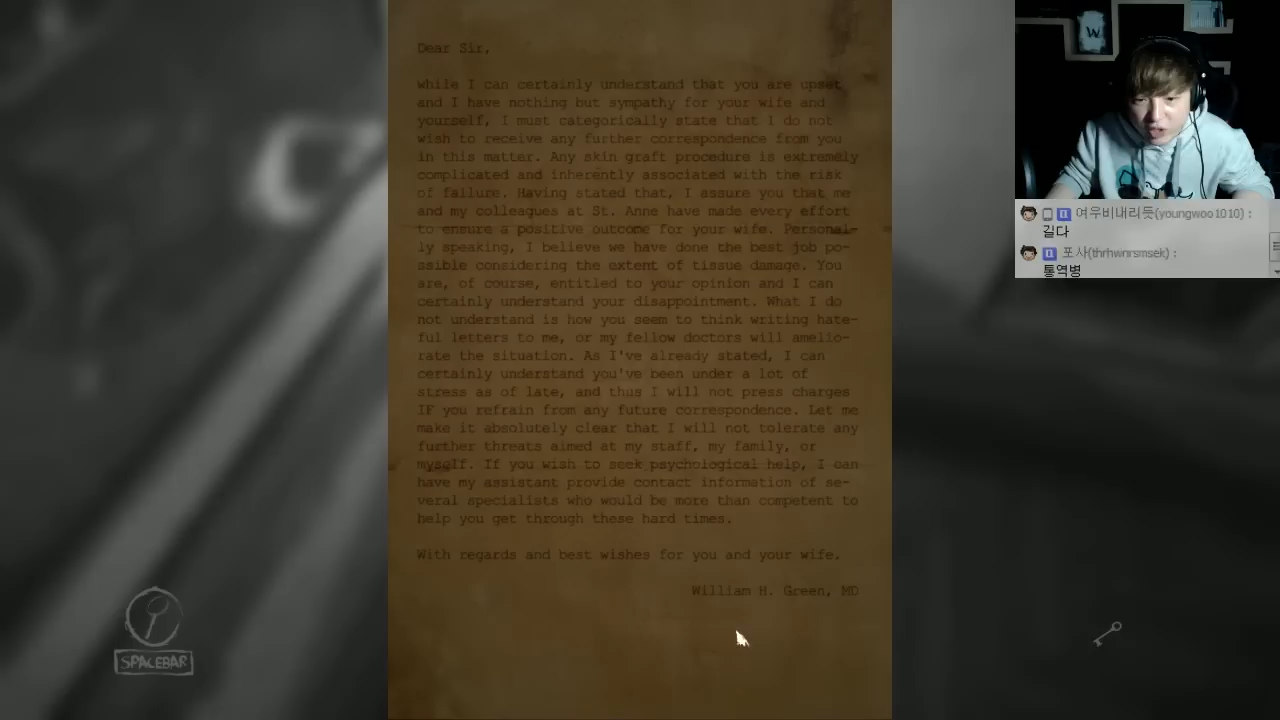 Dear Sir,
while I can certainly understand that you are upset
and I have nothing but sympathy for your wife and
yourself, I must categorically state that I do not
wish to receive any further correspondence from you
in this matter. Any skin graft procedure is extremely
complicated and inherently associated with the risk
of failure. Having stated that, I assure you that me
and my colleagues at St. Anne have made every effort
to ensure a positive outcome for your wife. Personal-
ly speaking, I believe we have done the best job po-
ssible considering the extent of tissue damage. You
are, of course, entitled to your opinion and I can
certainly understand your disappointment. What I do
not understand is how you seem to think writing hate-
ful letters to me, or my fellow doctors will amelio-
rate the situation. As I've already stated, I can
certainly understand you've been under a lot of
stress as of late, and thus I will not press charges
IF you refrain from any future correspondence. Let me
make it absolutely clear that I will not tolerate any
further threats aimed at my staff, my family, or
myself. If you wish to seek psychological help, I can
have my assistant provide contact information of se-
veral specialists who would be more than competent to
help you get through these hard times.
With regards and best wishes for you and your wife.
William H. Green, MD
SPACEBAR
W
여우비내리듯(youngwoo1010) :
길다
포샤(thrhwnrsmsek) :
통역병